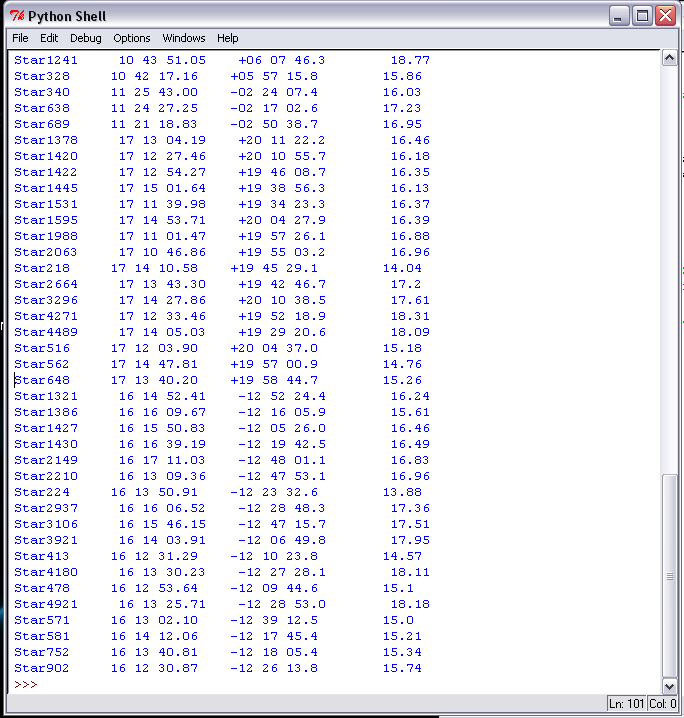 Python Shell
File Edit Debug Options Windows Help
Star1241 10 43 51.05 +06 07 46.3 18.77
Star328 10 42 17.16 +05 57 15.8 15.86
Star340 11 25 43.00 -02 24 07.4 16.03
Star638 11 24 27.25 -02 17 02.6 17.23
Star689 11 21 18.83 -02 50 38.7 16.95
Star1378 17 13 04.19 +20 11 22.2 16.46
Star1420 17 12 27.46 +20 10 55.7 16.18
Star1422 17 12 54.27 +19 46 08.7 16.35
Star1445 17 15 01.64 +19 38 56.3 16.13
Star1531 17 11 39.98 +19 34 23.3 16.37
Star1595 17 14 53.71 +20 04 27.9 16.39
Star1988 17 11 01.47 +19 57 26.1 16.88
Star2063 17 10 46.86 +19 55 03.2 16.96
Star218 17 14 10.58 +19 45 29.1 14.04
Star2664 17 13 43.30 +19 42 46.7 17.2
Star3296 17 14 27.86 +20 10 38.5 17.61
Star4271 17 12 33.46 +19 52 18.9 18.31
Star4489 17 14 05.03 +19 29 20.6 18.09
Star516 17 12 03.90 +20 04 37.0 15.18
Star562 17 14 47.81 +19 57 00.9 14.76
Star648 17 13 40.20 +19 58 44.7 15.26
Star1321 16 14 52.41 -12 52 24.4 16.24
Star1386 16 16 09.67 -12 16 05.9 15.61
Star1427 16 15 50.83 -12 05 26.0 16.46
Star1430 16 16 39.19 -12 19 42.5 16.49
Star2149 16 17 11.03 -12 48 01.1 16.83
Star2210 16 13 09.36 -12 47 53.1 16.96
Star224 16 13 50.91 -12 23 32.6 13.88
Star2937 16 16 06.52 -12 28 48.3 17.36
Star3106 16 15 46.15 -12 47 15.7 17.51
Star3921 16 14 03.91 -12 06 49.8 17.95
Star413 16 12 31.29 -12 10 23.8 14.57
Star4180 16 13 30.23 -12 27 28.1 18.11
Star478 16 12 53.64 -12 09 44.6 15.1
Star4921 16 13 25.71 -12 28 53.0 18.18
Star571 16 13 02.10 -12 39 12.5 15.0
Star581 16 14 12.06 -12 17 45.4 15.21
Star752 16 13 40.81 -12 18 05.4 15.34
Star902 16 12 30.87 -12 26 13.8 15.74
>>>
Ln: 101 Col: 0